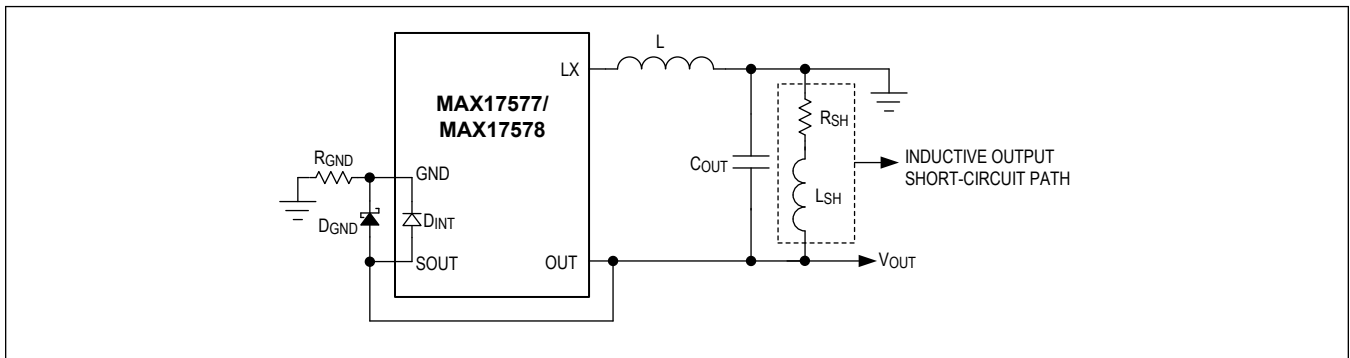 L
LX
MAX17577/
MAX17578
RSH
RGND
GND
COUT
INDUCTIVE OUTPUT
SHORT-CIRCUIT PATH
LSH
DGND
DINT
SOUT
OUT
VOUT